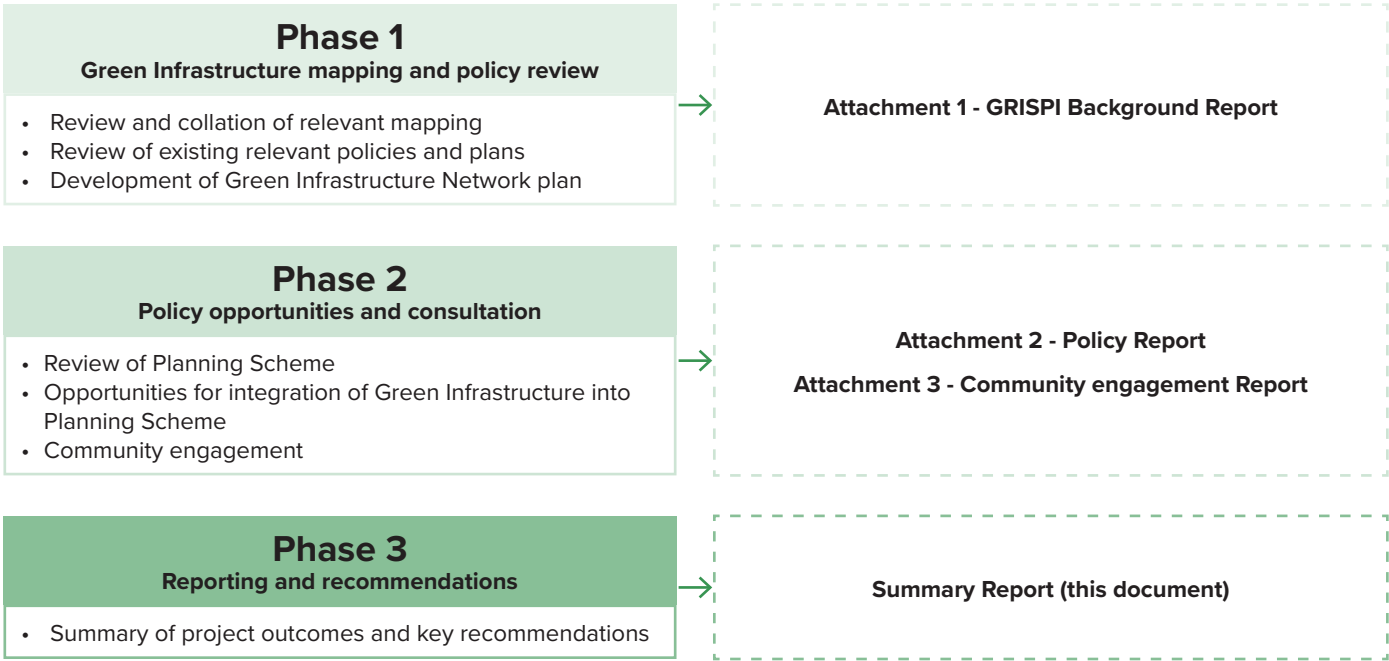 Phase 1
Green Infrastructure mapping and policy review
• Review and collation of relevant mapping
• Review of existing relevant policies and plans
• Development of Green Infrastructure Network plan
Attachment 1 - GRISPI Background Report
Phase 2
Policy opportunities and consultation
• Review of Planning Scheme
• Opportunities for integration of Green Infrastructure into
Planning Scheme
• Community engagement
Attachment 2 - Policy Report
Attachment 3 - Community engagement Report
Phase 3
Reporting and recommendations
• Summary of project outcomes and key recommendations
Summary Report (this document)